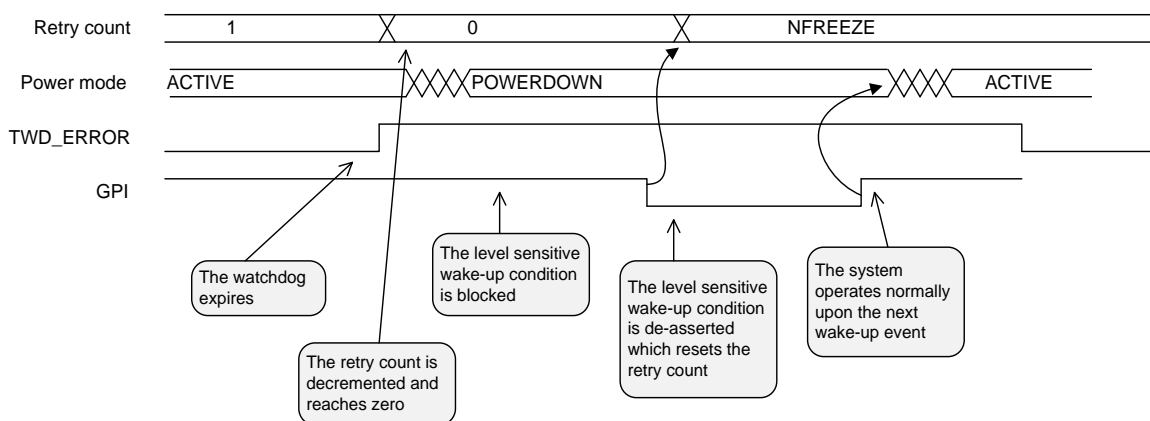 Retry count
1
0
NFREEZE
Power mode
ACTIVE
POWERDOWN
ACTIVE
TWD_ERROR
GPI
The watchdog
expires
The level sensitive
wake-up condition
is blocked
The level sensitive
wake-up condition
is de-asserted
which resets the
retry count
The system
operates normally
upon the next
wake-up event
The retry count is
decremented and
reaches zero